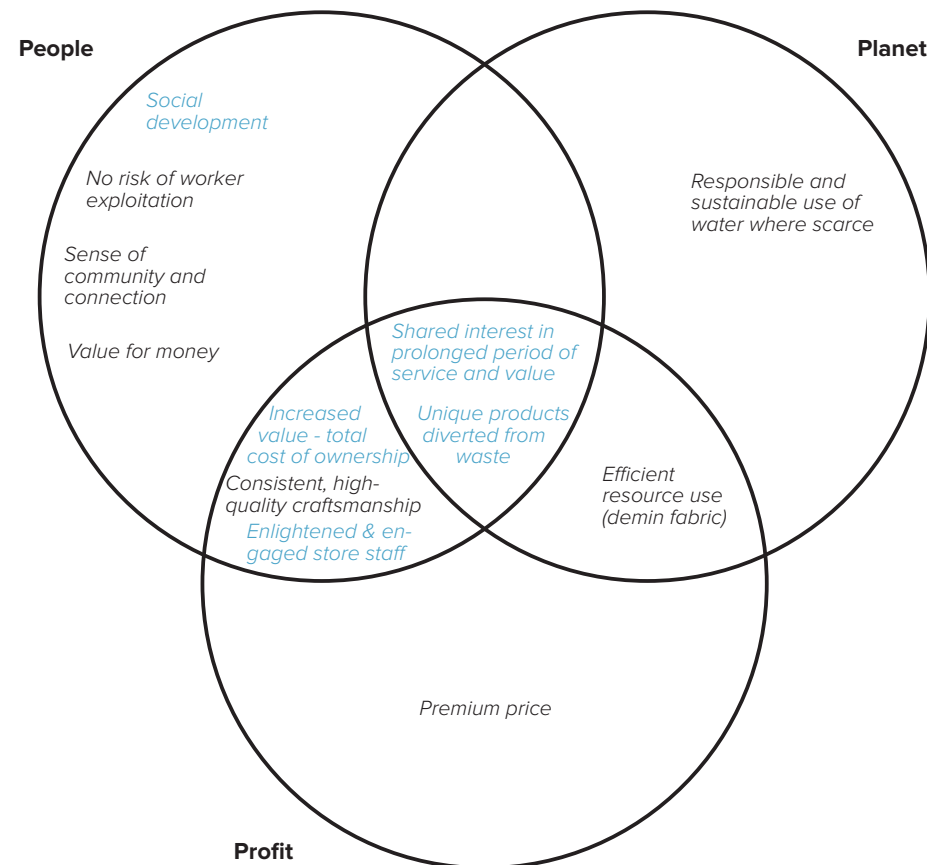 People
Planet
Social
development
No risk of worker
exploitation
Sense of
community and
connection
Value for money
Responsible and
sustainable use of
water where scarce
Shared interest in
prolonged period of
service and value
Unique products
diverted from
waste
Increased
value - total
cost of ownership
Consistent, high-
quality craftsmanship
Enlightened & en-
gaged store staff
Efficient
resource use
(demin fabric)
Premium price
Profit